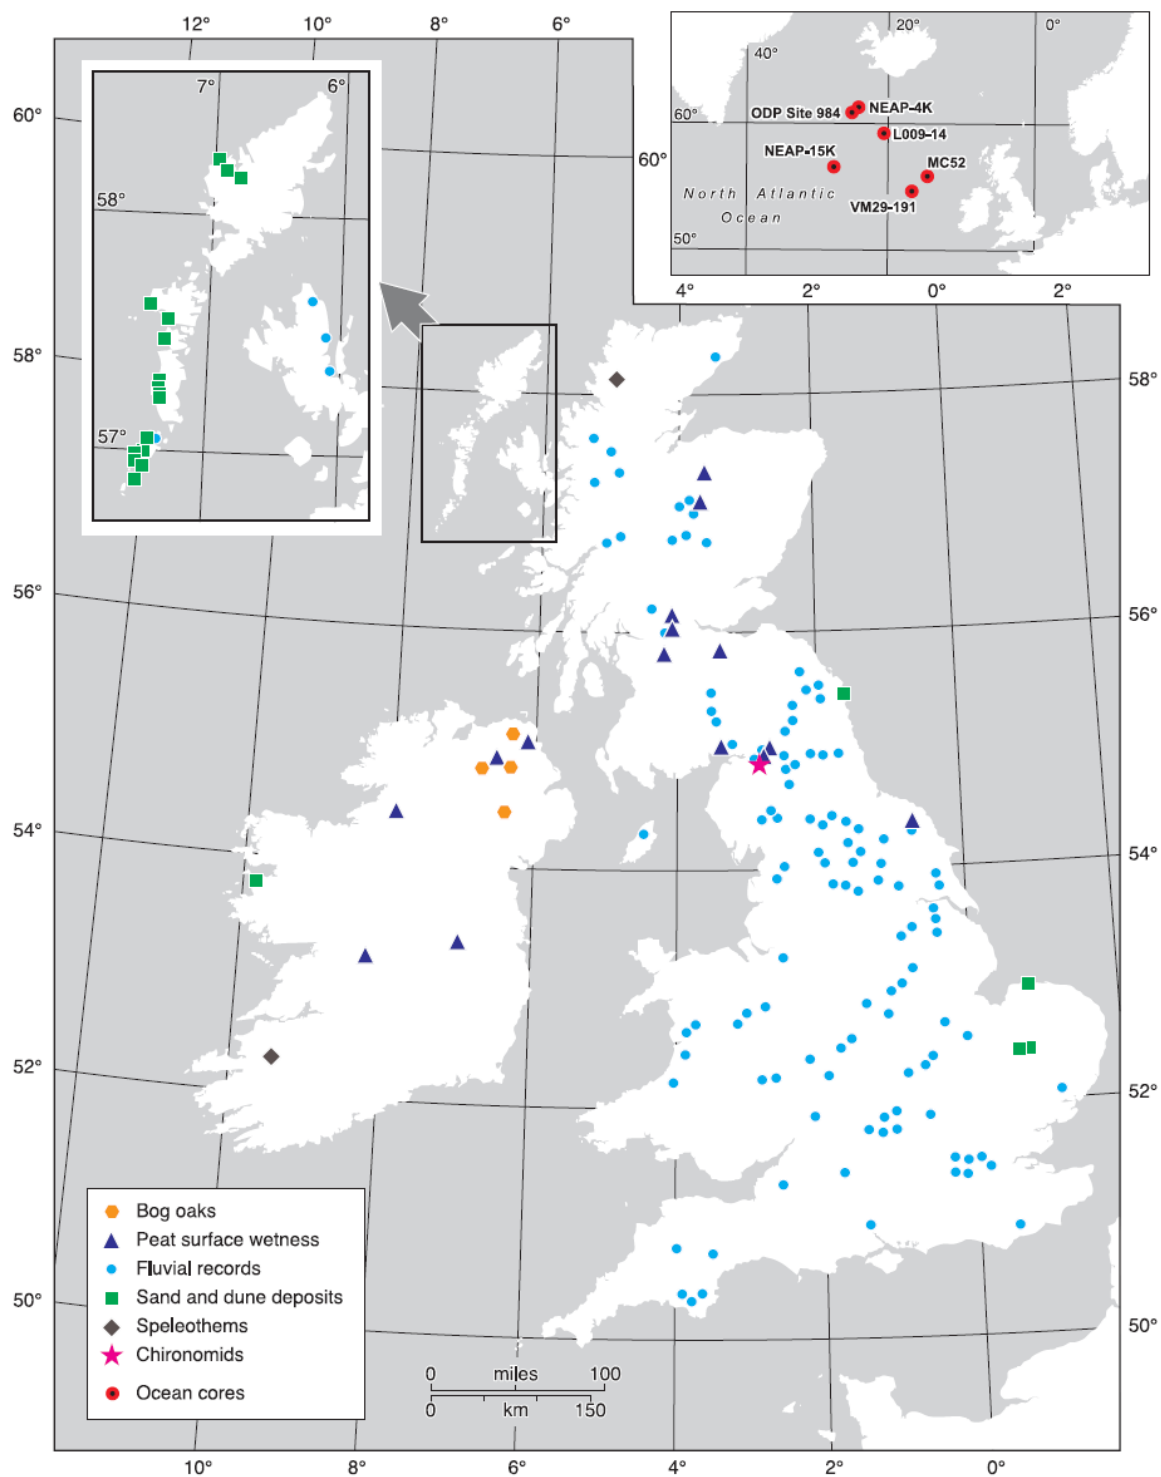 12° 10° 8° 6°
20° 0°
40°
7° 6°
60°
60°
60°
NEAP-4K
ODP Site 984
L009-14
NEAP-15K
MC52
North Atlantic
Ocean
VM29-191
50°
58°
4° 2° 0° 2°
58°
58°
57°
56°
56°
54°
54°
52°
52°
Bog oaks
Peat surface wetness
Fluvial records
Sand and dune deposits
Speleothems
Chironomids
Ocean cores
50°
50°
0 miles 100
0 km 150
10° 8° 6° 4° 2° 0°